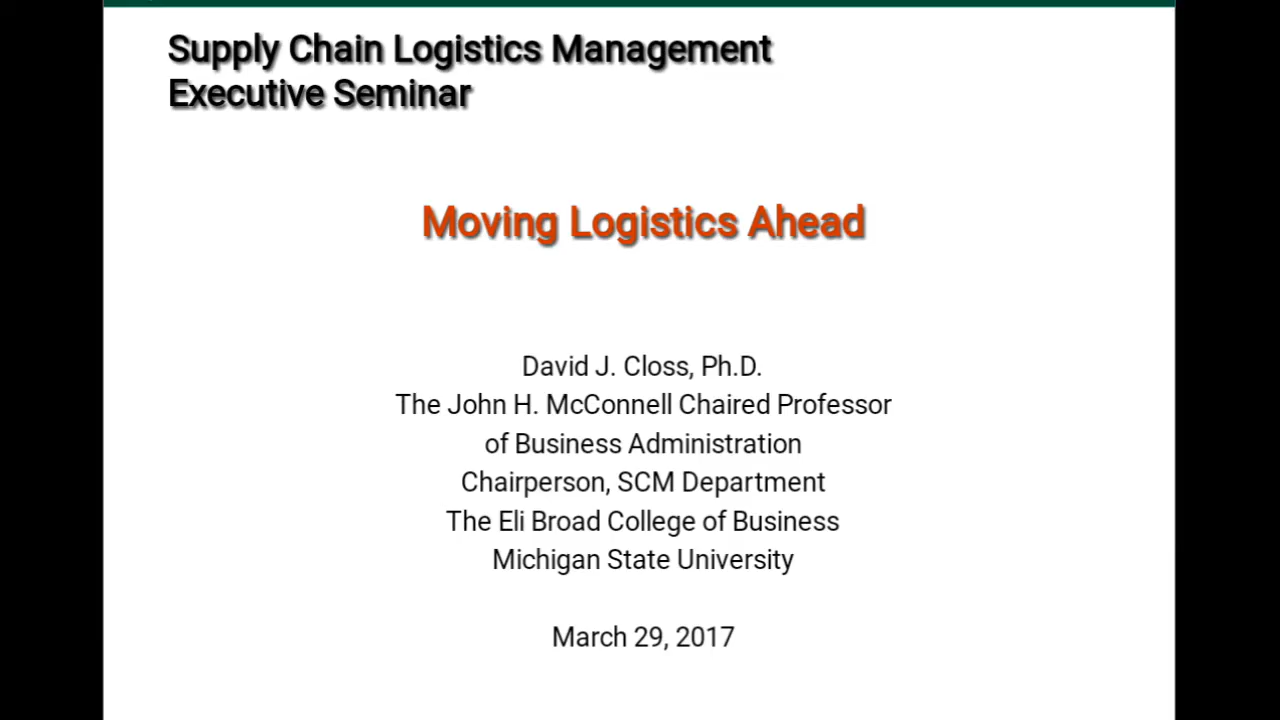 Supply Chain Logistics Management
Executive Seminar
Moving Logistics Ahead
David J. Closs, Ph.D.
The John H. McConnell Chaired Professor
of Business Administration
Chairperson, SCM Department
The Eli Broad College of Business
Michigan State University
March 29, 2017